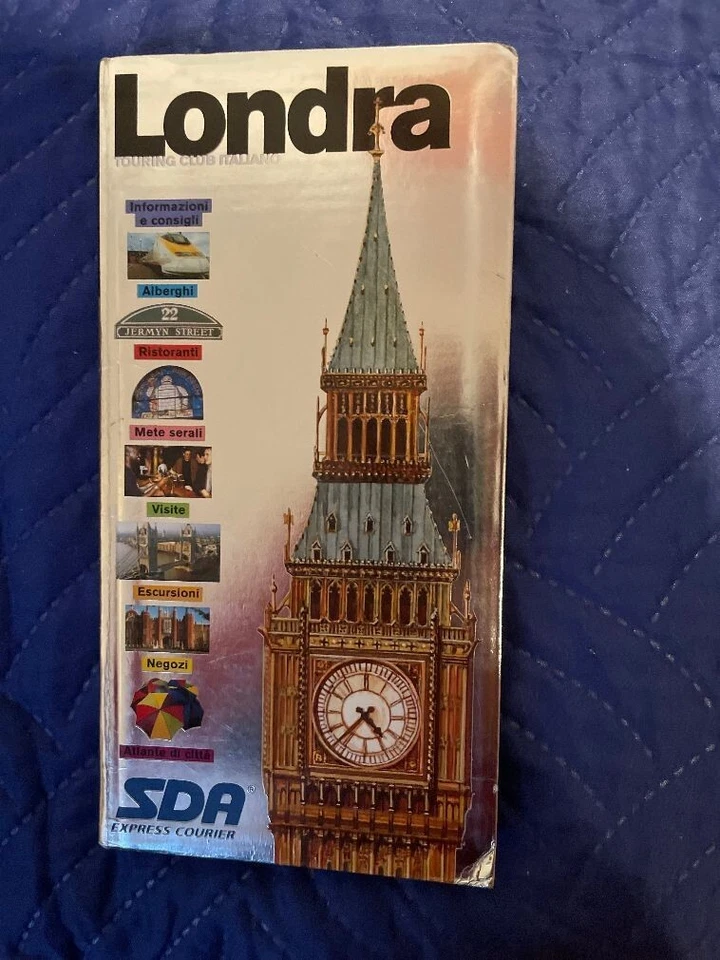 Londra
TOURING CLUB ITALIANO
Informazioni
e consigli
Alberghi
22
JERMYN STREET
Ristoranti
Mete serali
Visite
Escursioni
Negozi
Atlante di città
SDA®
EXPRESS COURIER